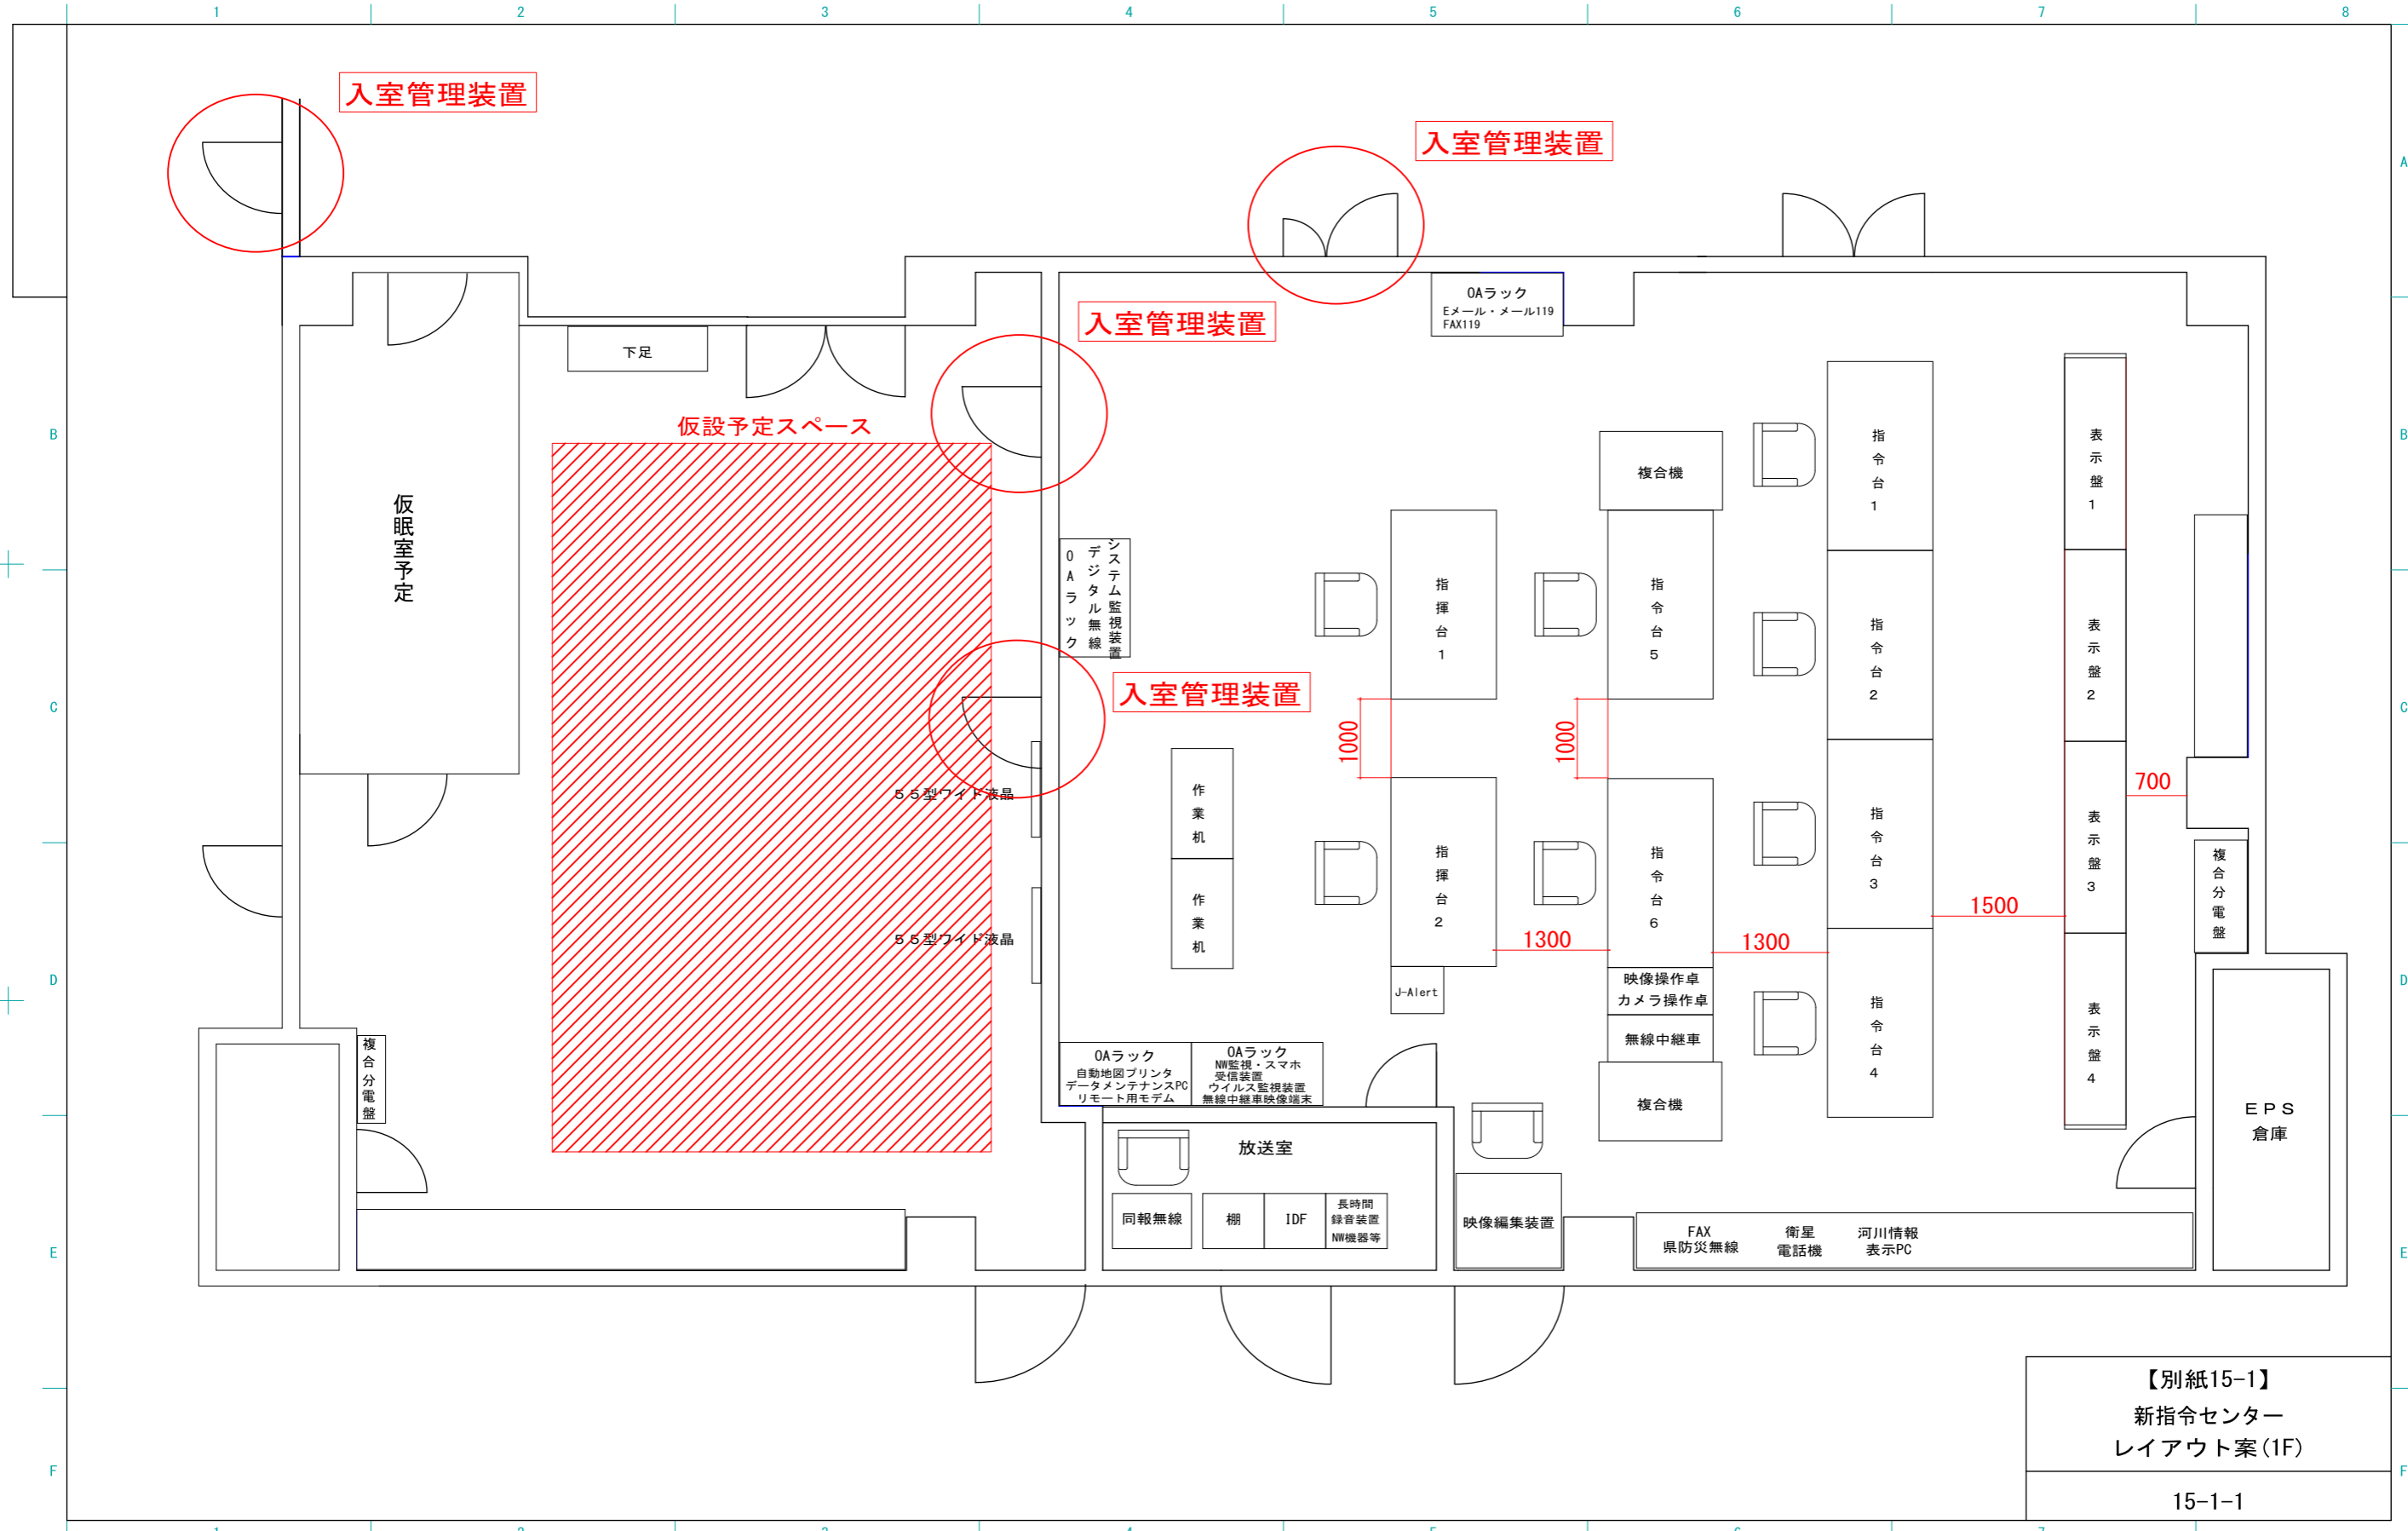 1 2 3 4 5 6 7 8
入室管理装置
入室管理装置
A
OAラック
Eメール・メール119
FAX119
入室管理装置
下足
仮設予定スペース
B
B
複合機
指令台1
表示盤1
仮眠室予定
システム監視装置
デジタル無線
OAラック
指揮台1
指令台5
指令台2
表示盤2
入室管理装置
C
C
1000
1000
700
55型ワイド液晶
作業机
指令台3
表示盤3
複合分電盤
指揮台2
指令台6
55型ワイド液晶
作業机
1300
1300
1500
D
D
J-Alert
映像操作卓
カメラ操作卓
無線中継車
指令台4
表示盤4
複合分電盤
OAラック
自動地図プリンタ
データメンテナンスPC
リモート用モデム
OAラック
NW監視・スマホ
受信装置
ウイルス監視装置
無線中継車映像端末
複合機
EPS
倉庫
放送室
同報無線
棚
IDF
長時間
録音装置
NW機器等
映像編集装置
FAX
県防災無線
衛星
電話機
河川情報
表示PC
E
E
【別紙15-1】
新指令センター
レイアウト案(1F)
F
F
15-1-1